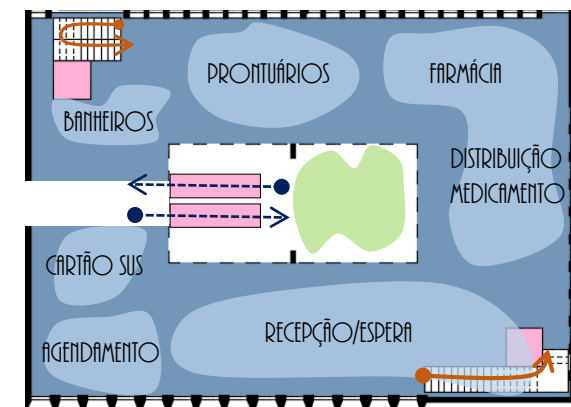 PRONTUÁRIOS
FARMÁCIA
BANHEIROS
DISTRIBUIÇÃO
MEDICAMENTO
CARTÃO SUS
RECEPÇÃO/ESPERA
AGENDAMENTO